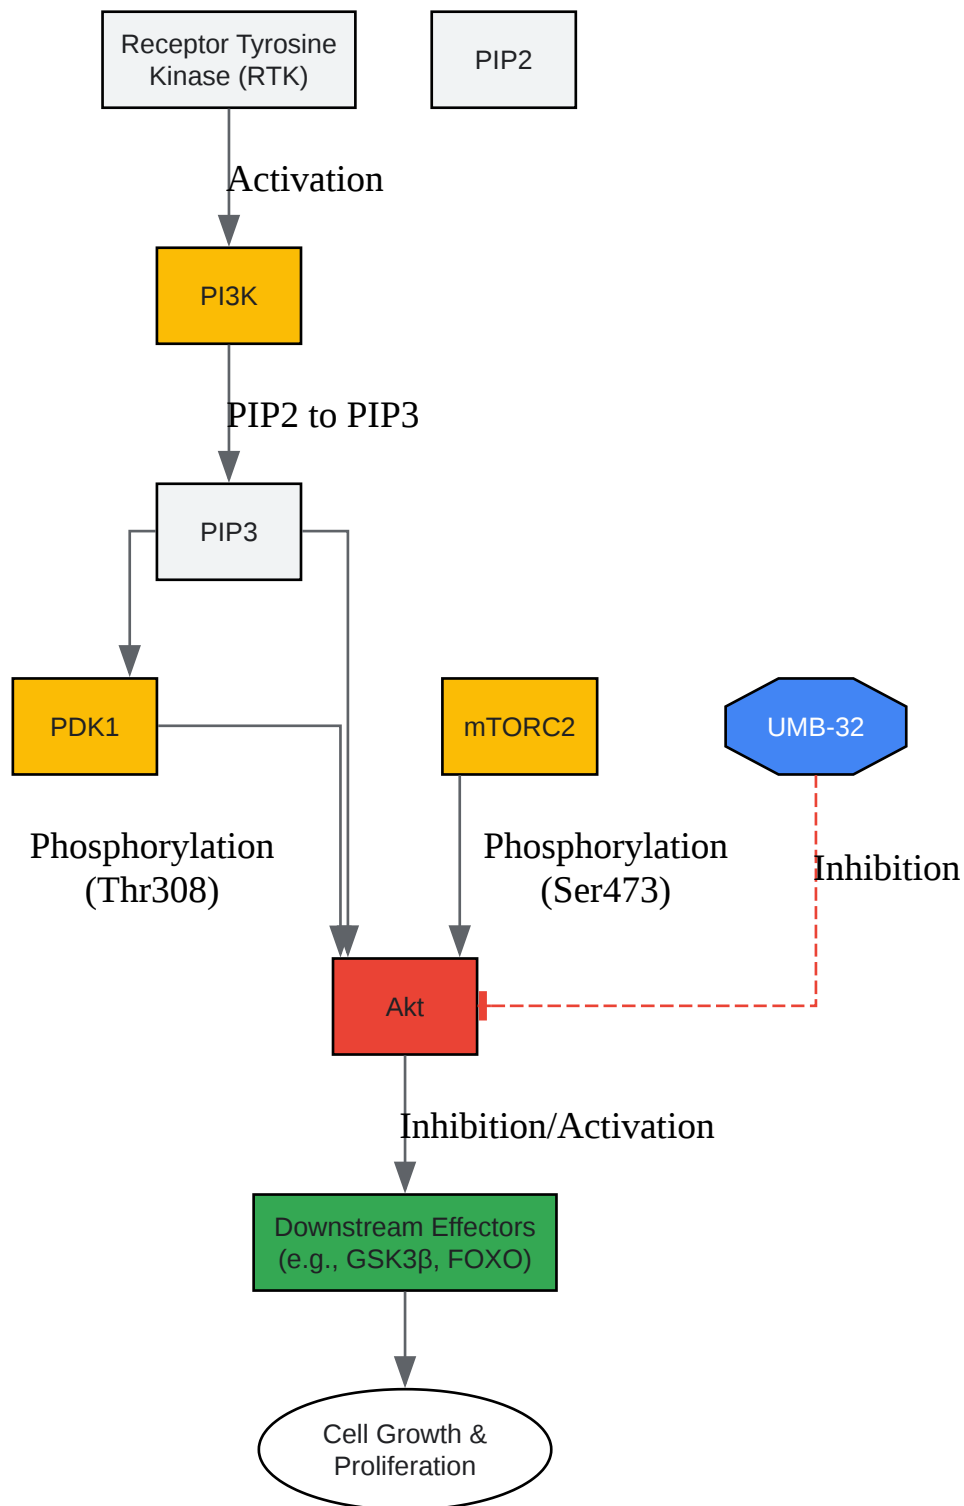 Receptor Tyrosine
Kinase (RTK)
PIP2
Activation
PI3K
PIP2 to PIP3
PIP3
PDK1
mTORC2
UMB-32
Phosphorylation
(Thr308)
Phosphorylation
(Ser473)
Inhibition
Akt
Inhibition/Activation
Downstream Effectors
(e.g., GSK3β, FOXO)
Cell Growth &
Proliferation